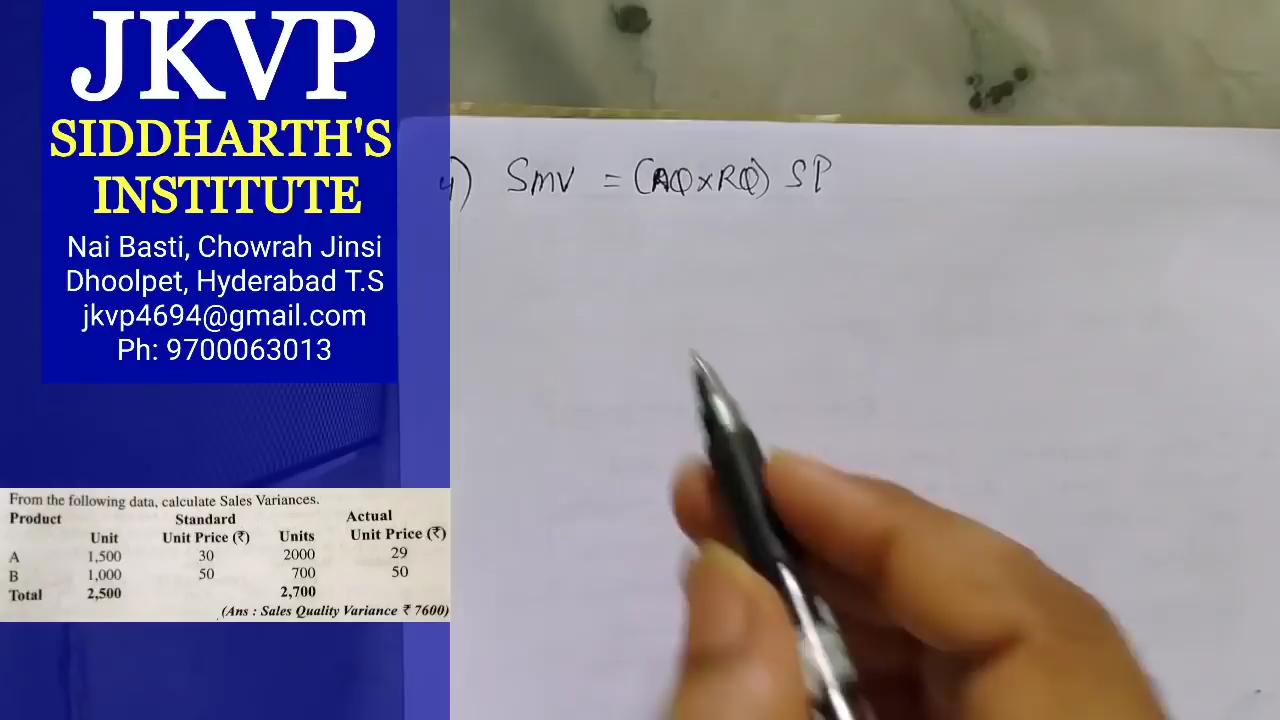 JKVP
SIDDHARTH'S
INSTITUTE
Nai Basti, Chowrah Jinsi
Dhoolpet, Hyderabad T.S
jkvp4694@gmail.com
Ph: 9700063013
4) SMV = (AQ×RQ) SP
From the following data, calculate Sales Variances.
Product Standard Actual
Unit Unit Price (₹) Units Unit Price (₹)
A 1,500 30 2000 29
B 1,000 50 700 50
Total 2,500 2,700
(Ans : Sales Quality Variance ₹ 7600)